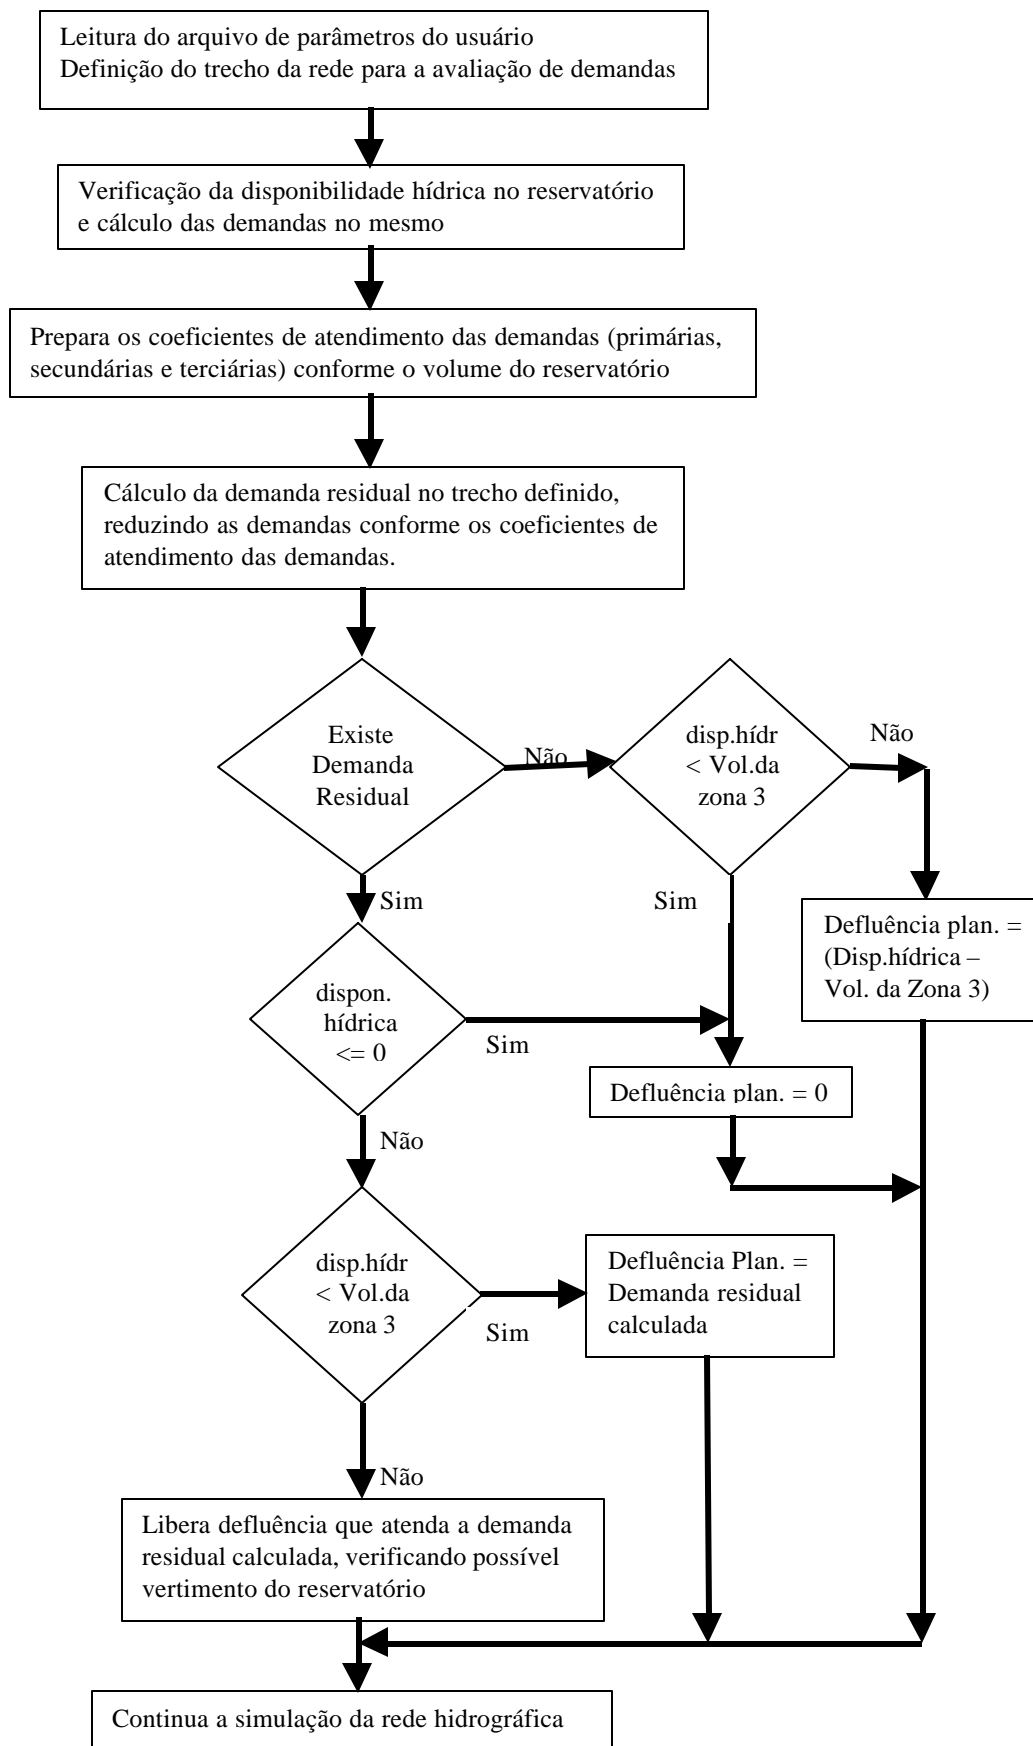 Leitura do arquivo de parâmetros do usuário
Definição do trecho da rede para a avaliação de demandas
Verificação da disponibilidade hídrica no reservatório
e cálculo das demandas no mesmo
Prepara os coeficientes de atendimento das demandas (primárias,
secundárias e terciárias) conforme o volume do reservatório
Cálculo da demanda residual no trecho definido,
reduzindo as demandas conforme os coeficientes de
atendimento das demandas.
Existe
Demanda
Residual
Não
disp.hídr
< Vol.da
zona 3
Não
Sim
Sim
Defluência plan. =
(Disp.hídrica –
Vol. da Zona 3)
dispon.
hídrica
<= 0
Sim
Defluência plan. = 0
Não
disp.hídr
< Vol.da
zona 3
Sim
Defluência Plan. =
Demanda residual
calculada
Não
Libera defluência que atenda a demanda
residual calculada, verificando possível
vertimento do reservatório
Continua a simulação da rede hidrográfica